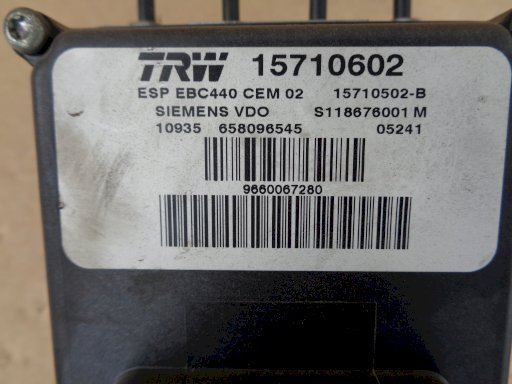 TRW 15710602
ESP EBC440 CEM 02 15710502-B
SIEMENS VDO S118676001 M
10935 658096545 05241
9660067280